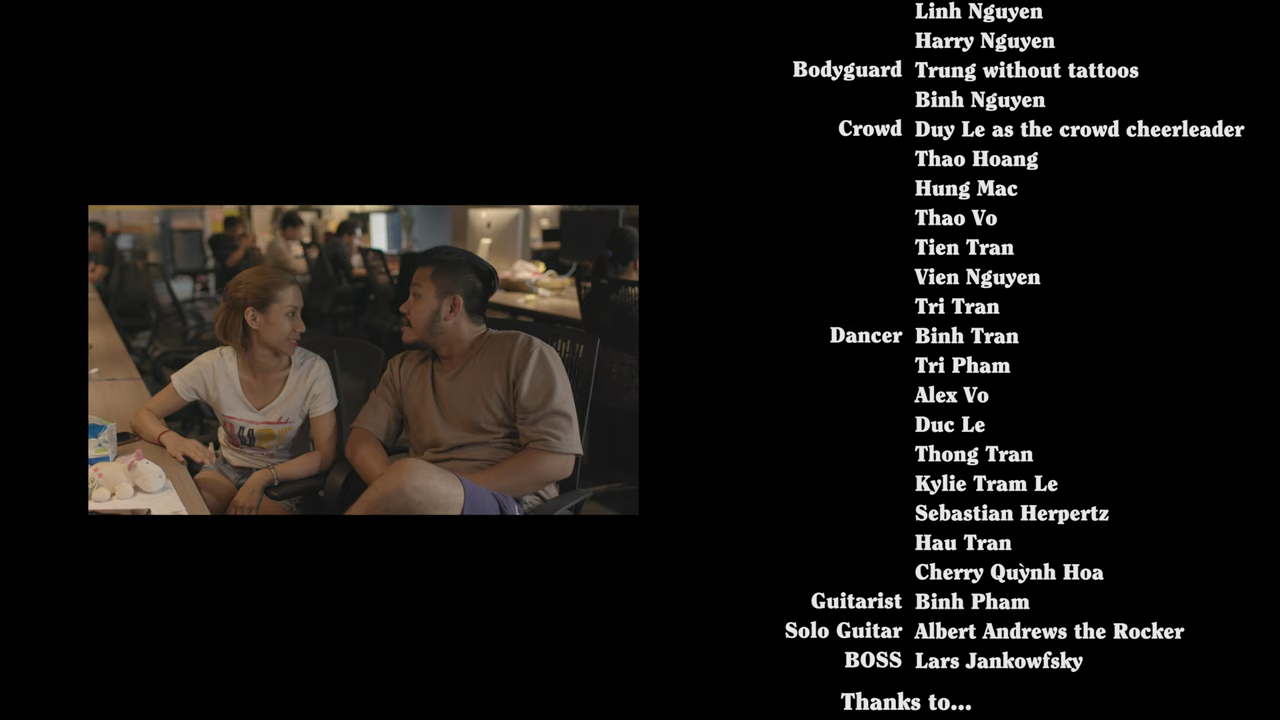 Linh Nguyen
Harry Nguyen
Bodyguard Trung without tattoos
Binh Nguyen
Crowd Duy Le as the crowd cheerleader
Thao Hoang
Hung Mac
Thao Vo
Tien Tran
Vien Nguyen
Tri Tran
Dancer Binh Tran
Tri Pham
Alex Vo
Duc Le
Thong Tran
Kylie Tram Le
Sebastian Herpertz
Hau Tran
Cherry Quỳnh Hoa
Guitarist Binh Pham
Solo Guitar Albert Andrews the Rocker
BOSS Lars Jankowfsky
Thanks to...